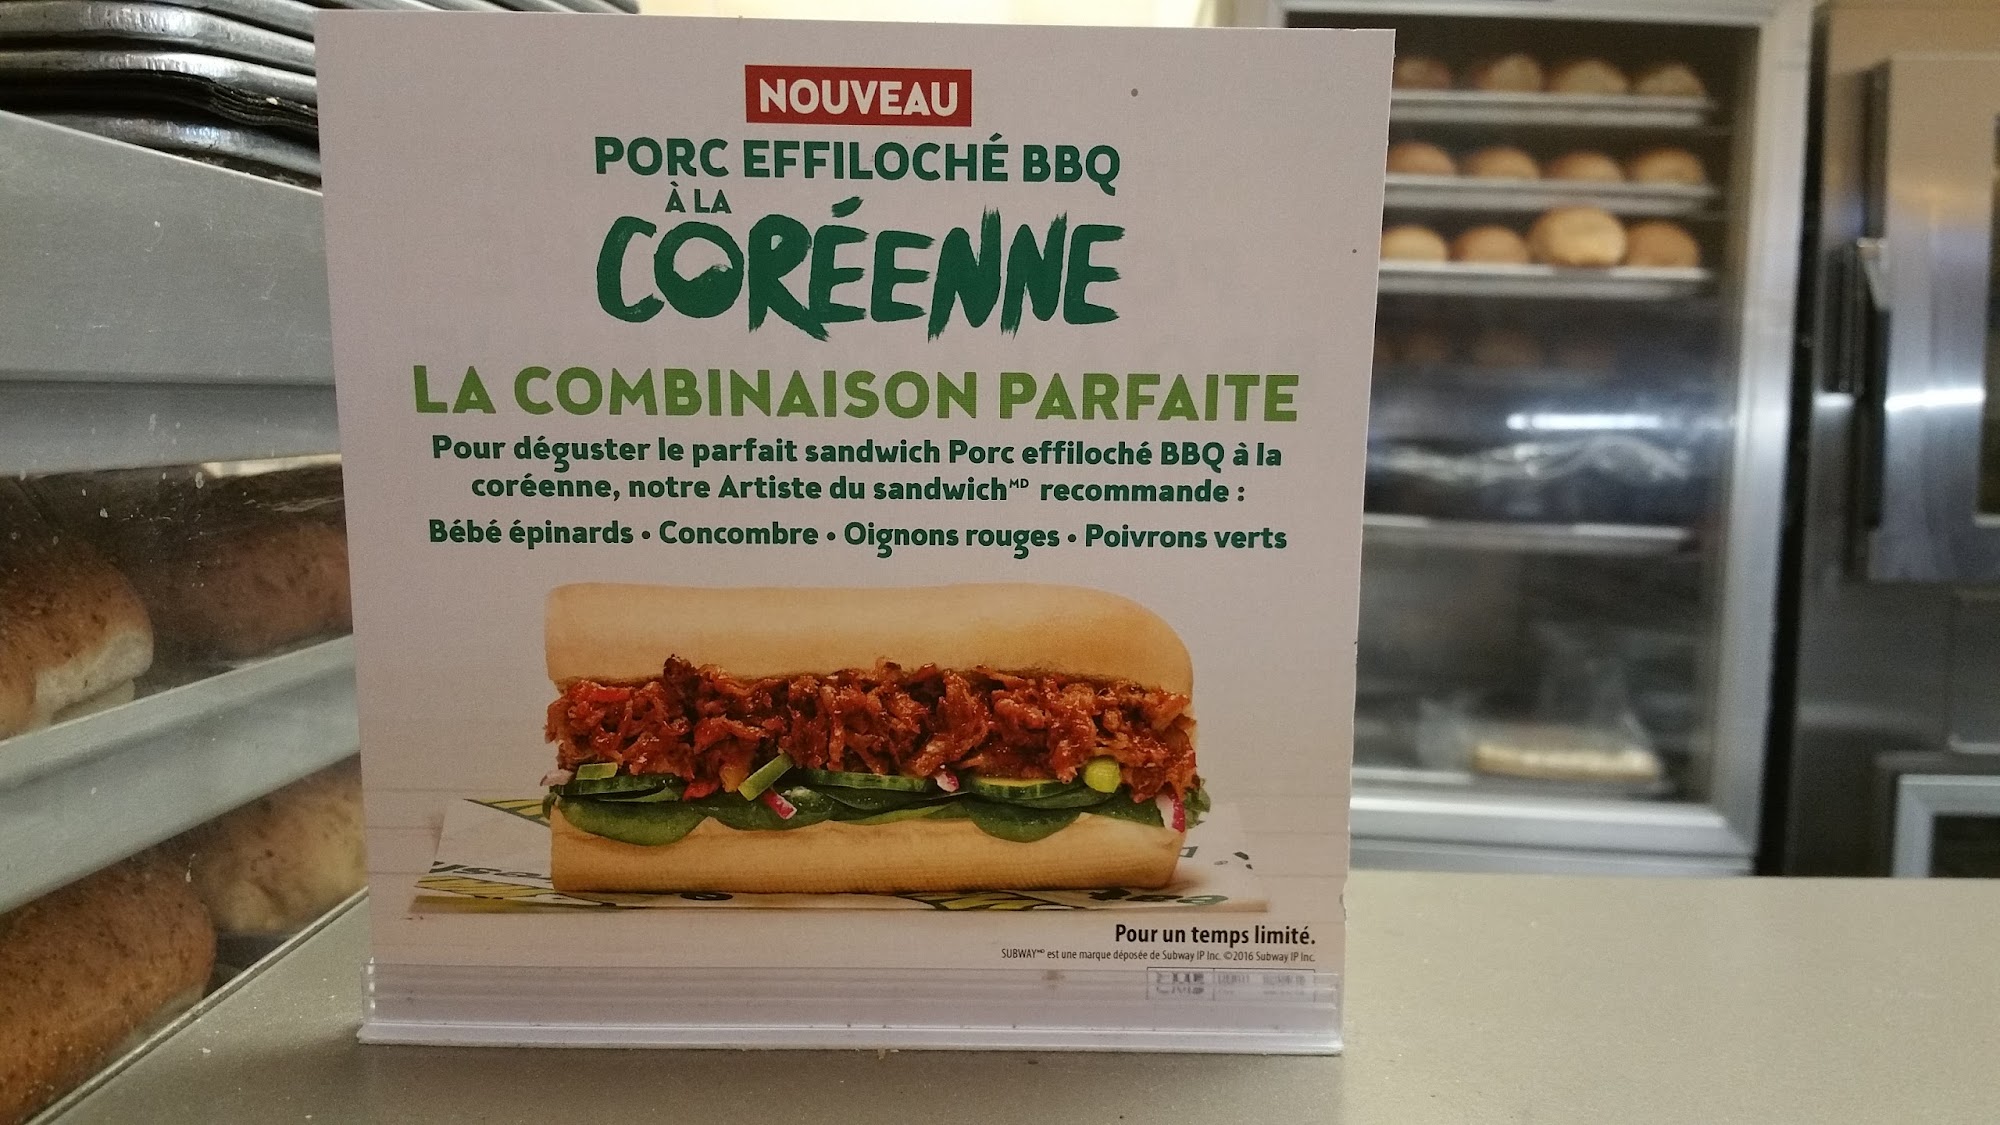 NOUVEAU
PORC EFFILOCHÉ BBQ
À LA
CORÉENNE
LA COMBINAISON PARFAITE
Pour déguster le parfait sandwich Porc effiloché BBQ à la
coréenne, notre Artiste du sandwichᴹᴰ recommande :
Bébé épinards • Concombre • Oignons rouges • Poivrons verts
Pour un temps limité.
SUBWAYᴹᴰ est une marque déposée de Subway IP Inc. ©2016 Subway IP Inc.